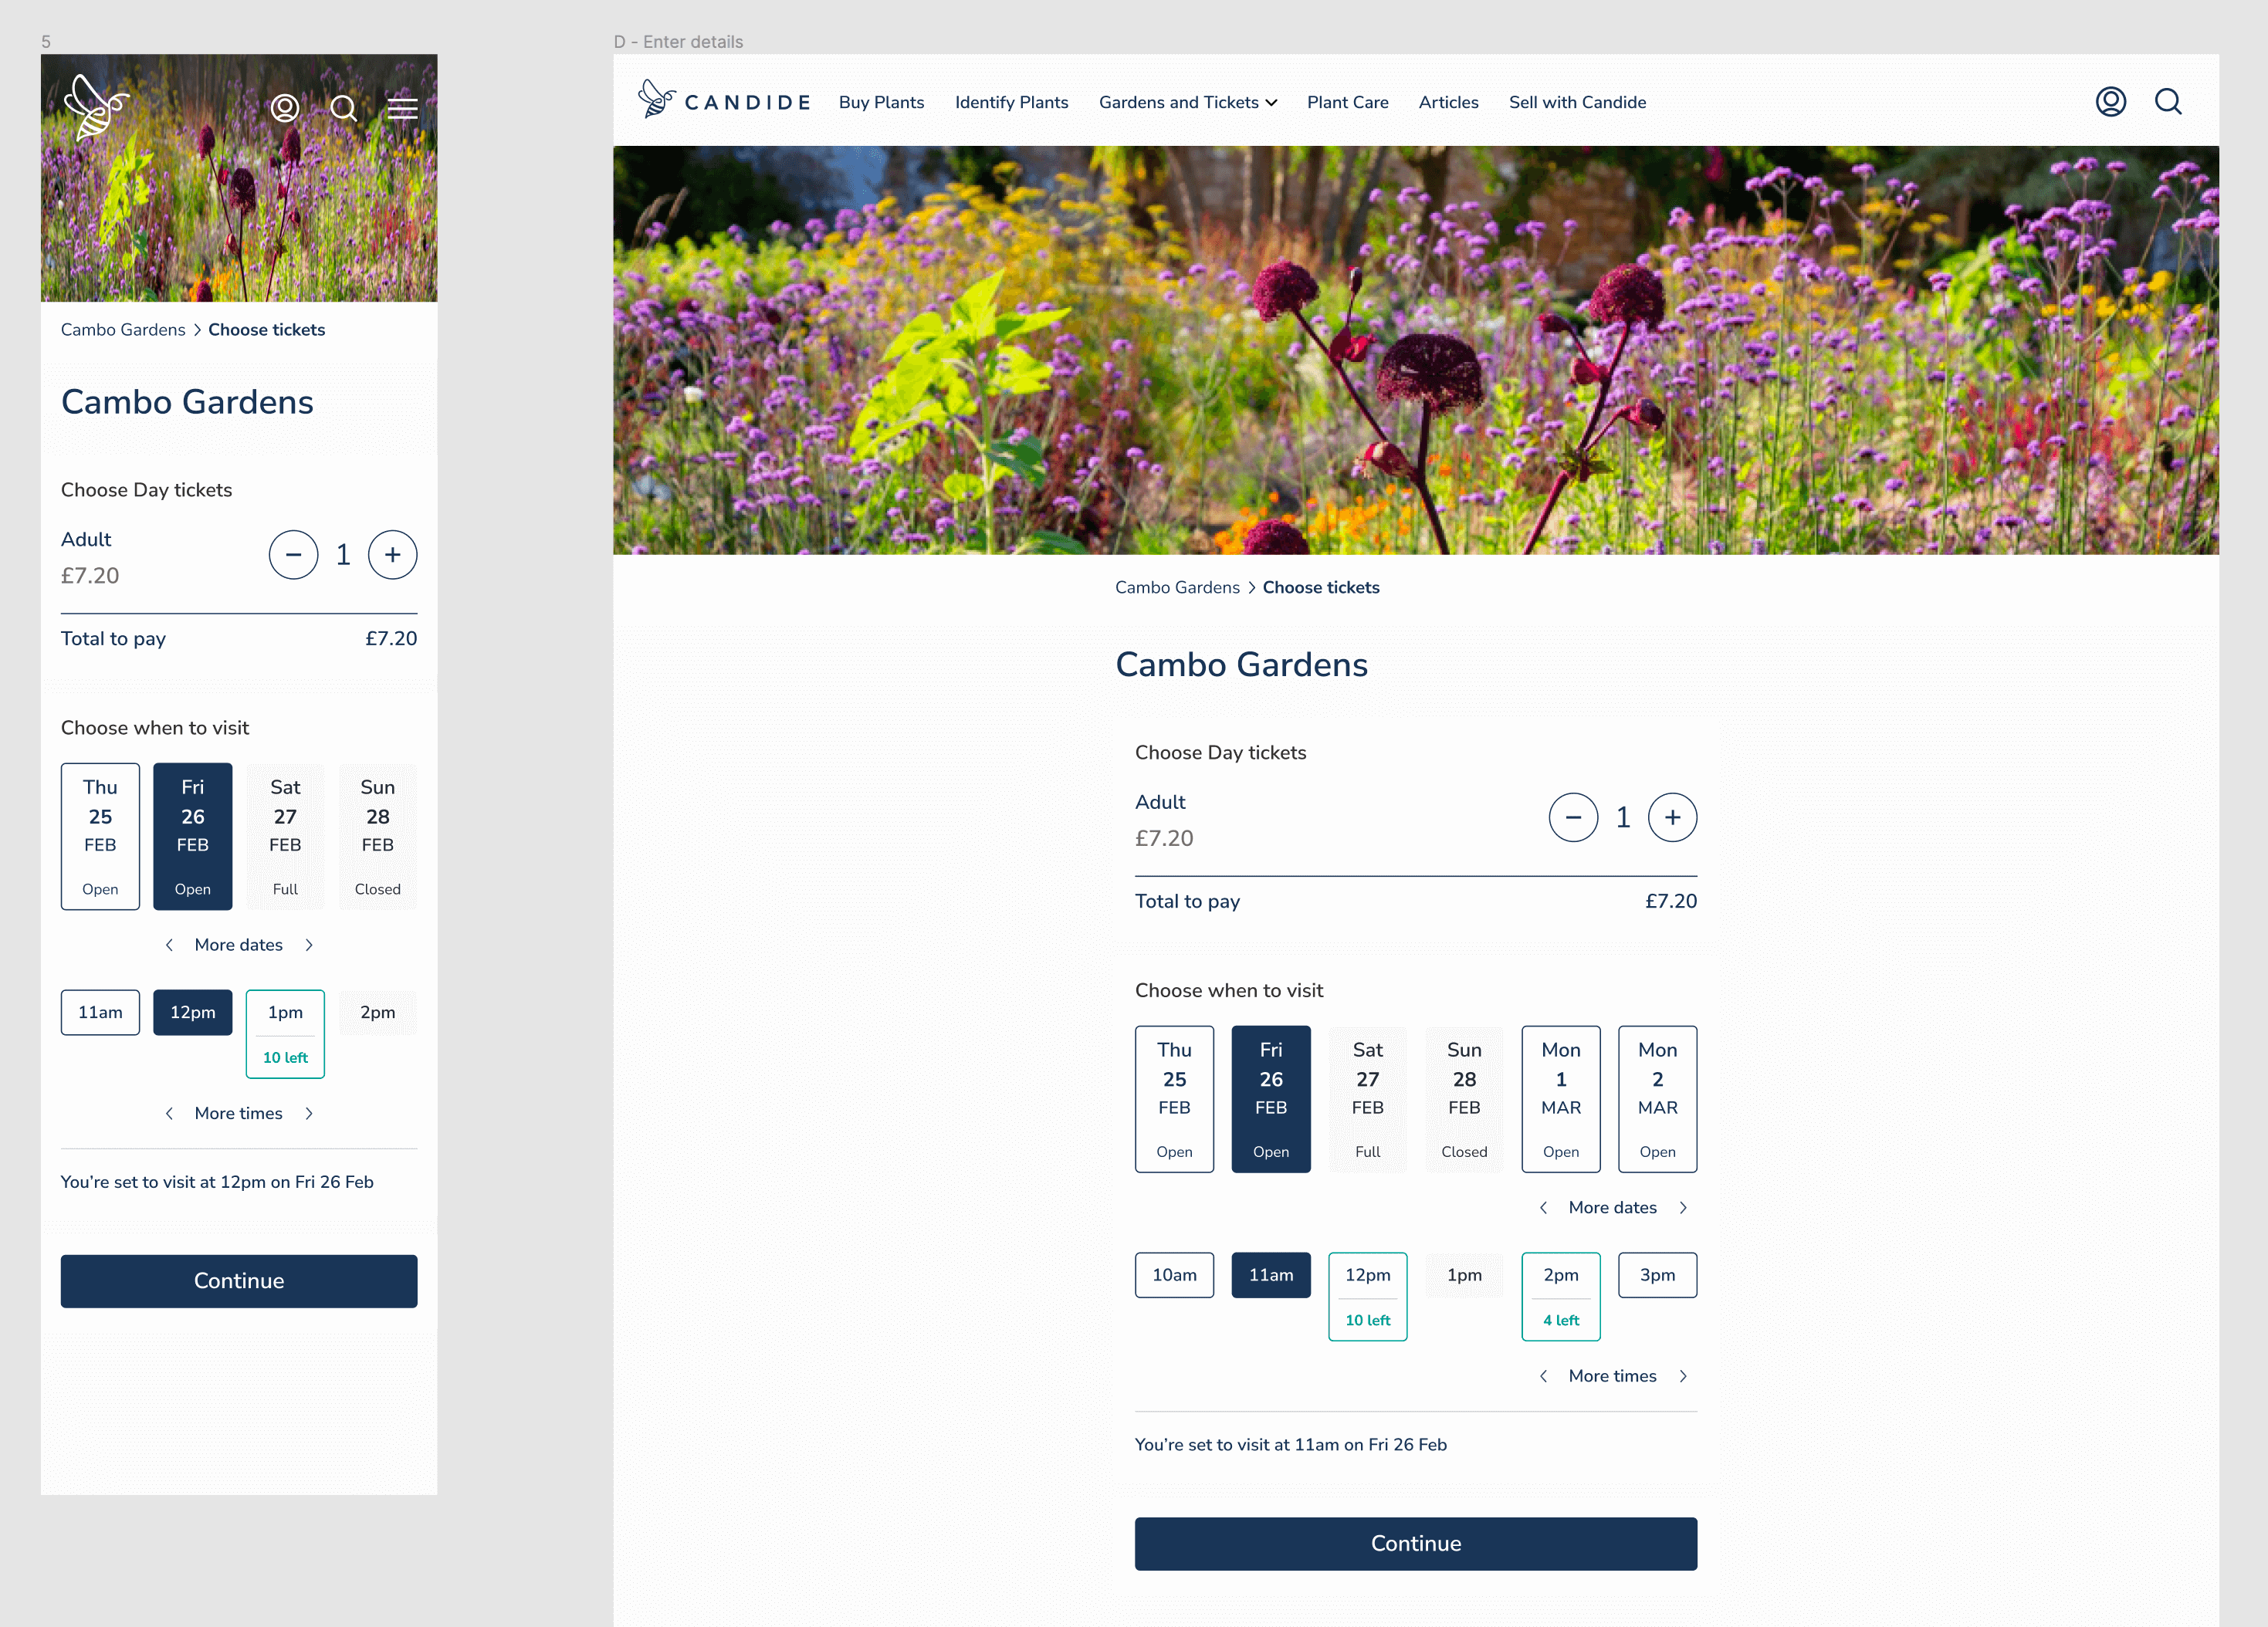 5
Cambo Gardens > Choose tickets
Cambo Gardens
Choose Day tickets
Adult
£7.20
− 1 +
Total to pay £7.20
Choose when to visit
Thu Fri Sat Sun
25 26 27 28
FEB FEB FEB FEB
Open Open Full Closed
< More dates >
11am 12pm 1pm 2pm
10 left
< More times >
You’re set to visit at 12pm on Fri 26 Feb
Continue
D - Enter details
CANDIDE Buy Plants Identify Plants Gardens and Tickets Plant Care Articles Sell with Candide
Cambo Gardens > Choose tickets
Cambo Gardens
Choose Day tickets
Adult
£7.20
− 1 +
Total to pay £7.20
Choose when to visit
Thu Fri Sat Sun Mon Mon
25 26 27 28 1 2
FEB FEB FEB FEB MAR MAR
Open Open Full Closed Open Open
< More dates >
10am 11am 12pm 1pm 2pm 3pm
10 left 4 left
< More times >
You’re set to visit at 11am on Fri 26 Feb
Continue